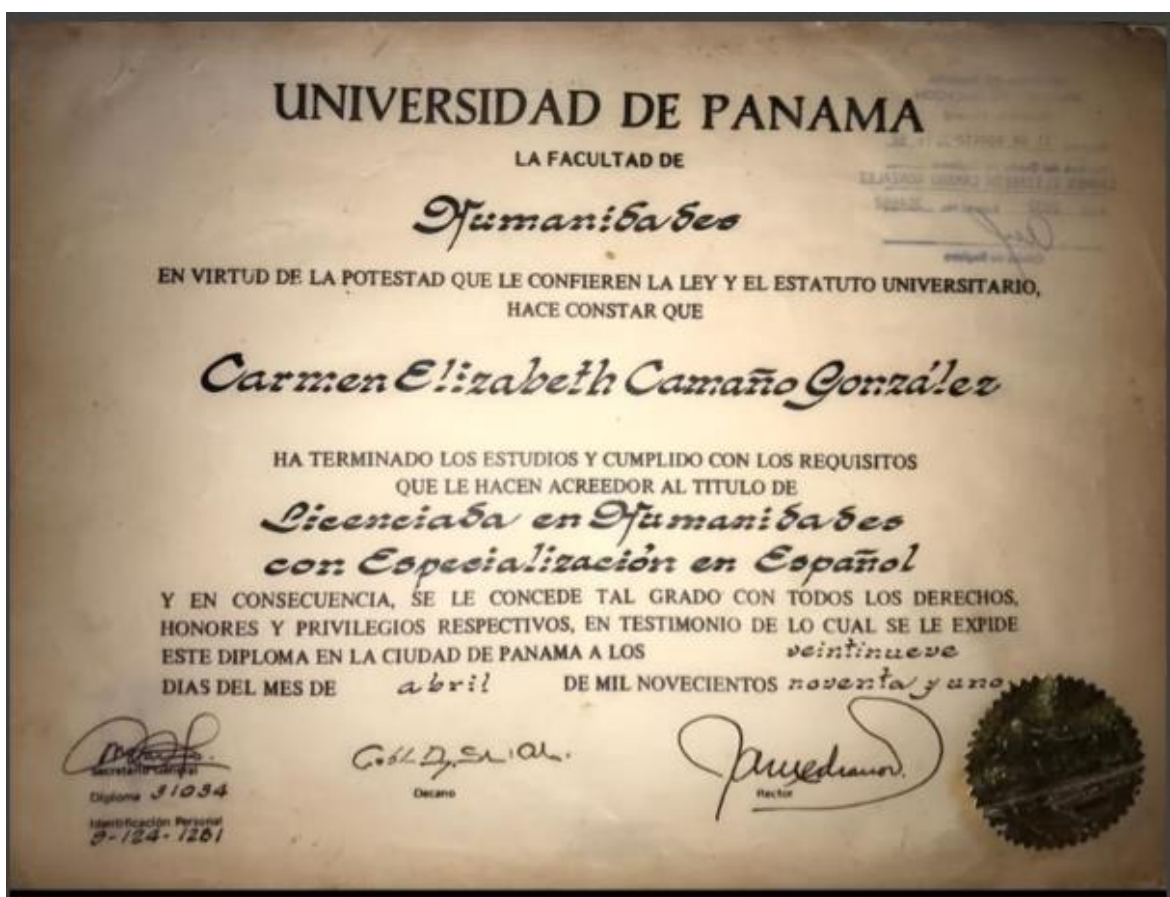 UNIVERSIDAD DE PANAMA
LA FACULTAD DE
Humanidades
EN VIRTUD DE LA POTESTAD QUE LE CONFIEREN LA LEY Y EL ESTATUTO UNIVERSITARIO,
HACE CONSTAR QUE
Carmen Elizabeth Camaño González
HA TERMINADO LOS ESTUDIOS Y CUMPLIDO CON LOS REQUISITOS
QUE LE HACEN ACREEDOR AL TITULO DE
Licenciada en Humanidades
con Especialización en Español
Y EN CONSECUENCIA, SE LE CONCEDE TAL GRADO CON TODOS LOS DERECHOS,
HONORES Y PRIVILEGIOS RESPECTIVOS, EN TESTIMONIO DE LO CUAL SE LE EXPIDE
ESTE DIPLOMA EN LA CIUDAD DE PANAMA A LOS veintinueve
DIAS DEL MES DE abril DE MIL NOVECIENTOS noventa y uno
Secretario General
Decano
Rector
Diploma 31034
Identificación Personal
9-124-1281